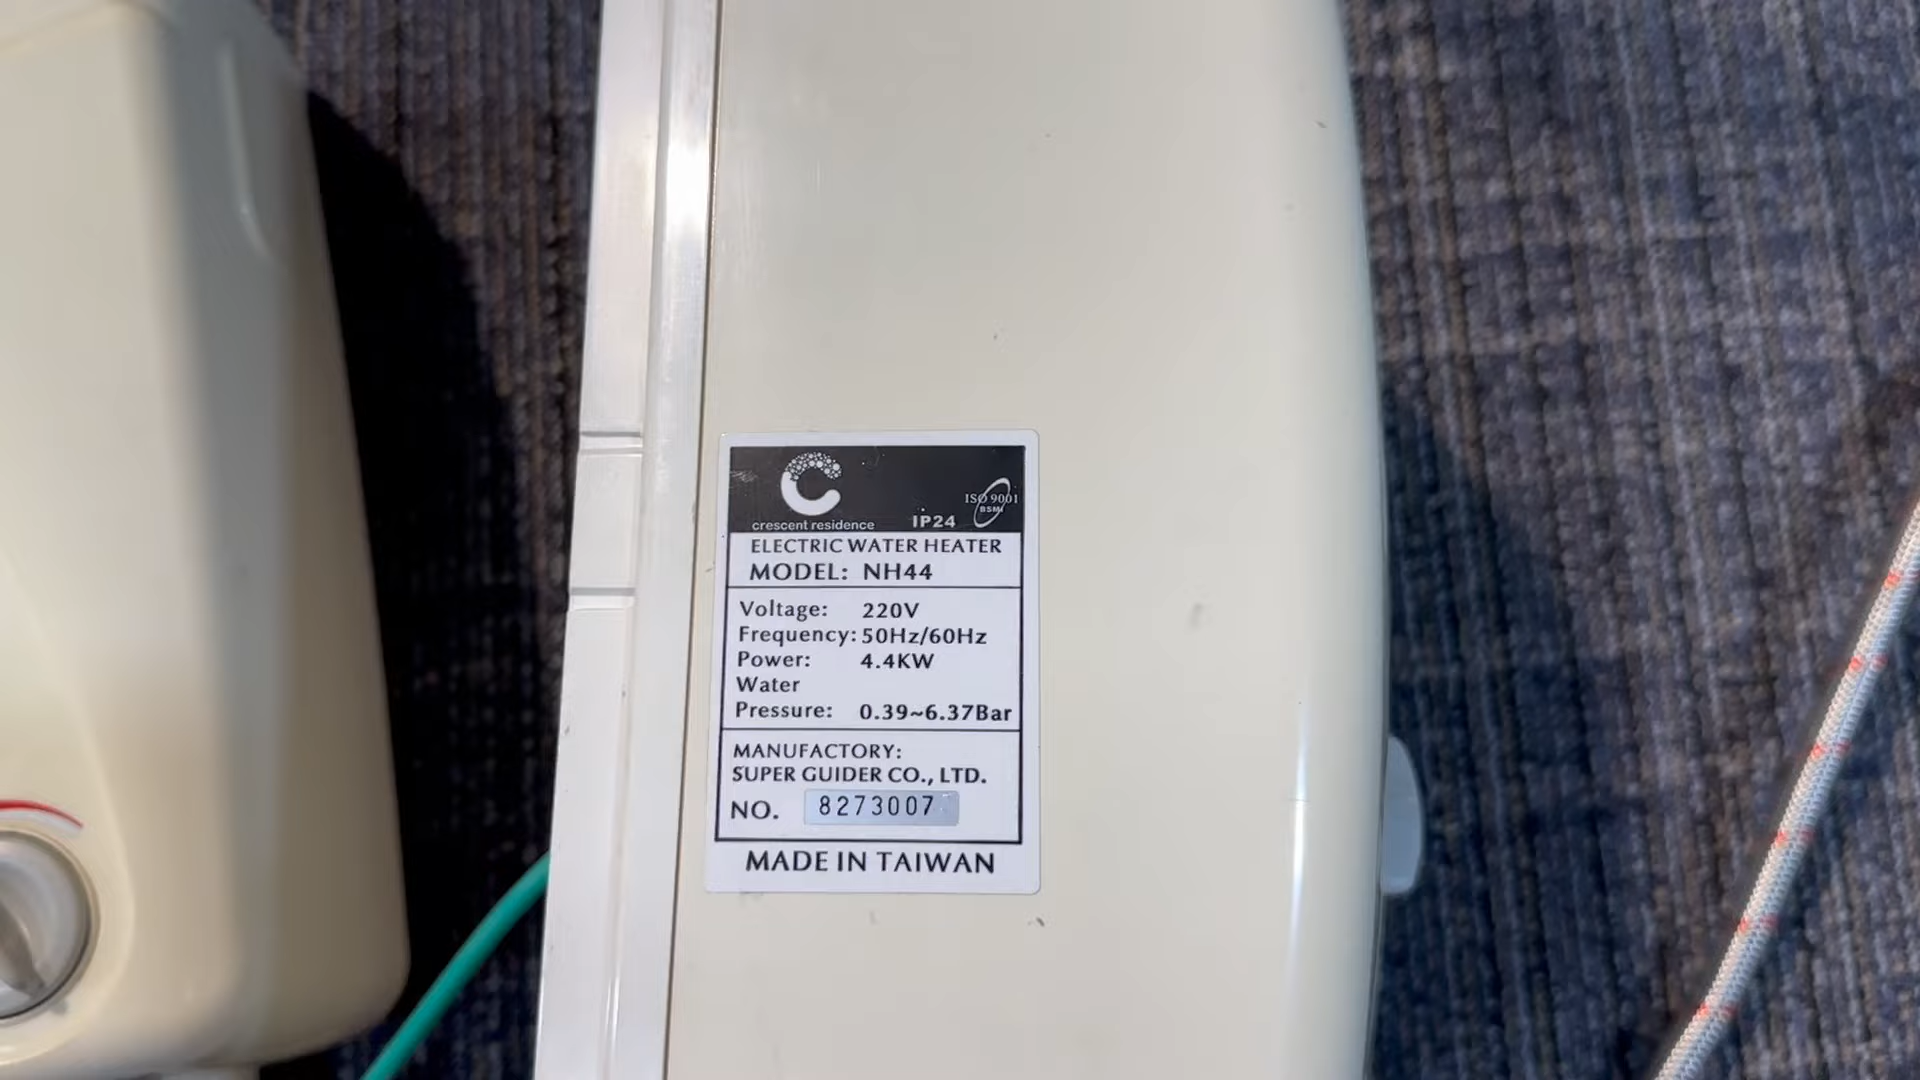 crescent residence
IP24
ISO 9001
BSMI
ELECTRIC WATER HEATER
MODEL: NH44
Voltage: 220V
Frequency: 50Hz/60Hz
Power: 4.4KW
Water
Pressure: 0.39~6.37Bar
MANUFACTORY:
SUPER GUIDER CO., LTD.
NO. 8273007
MADE IN TAIWAN